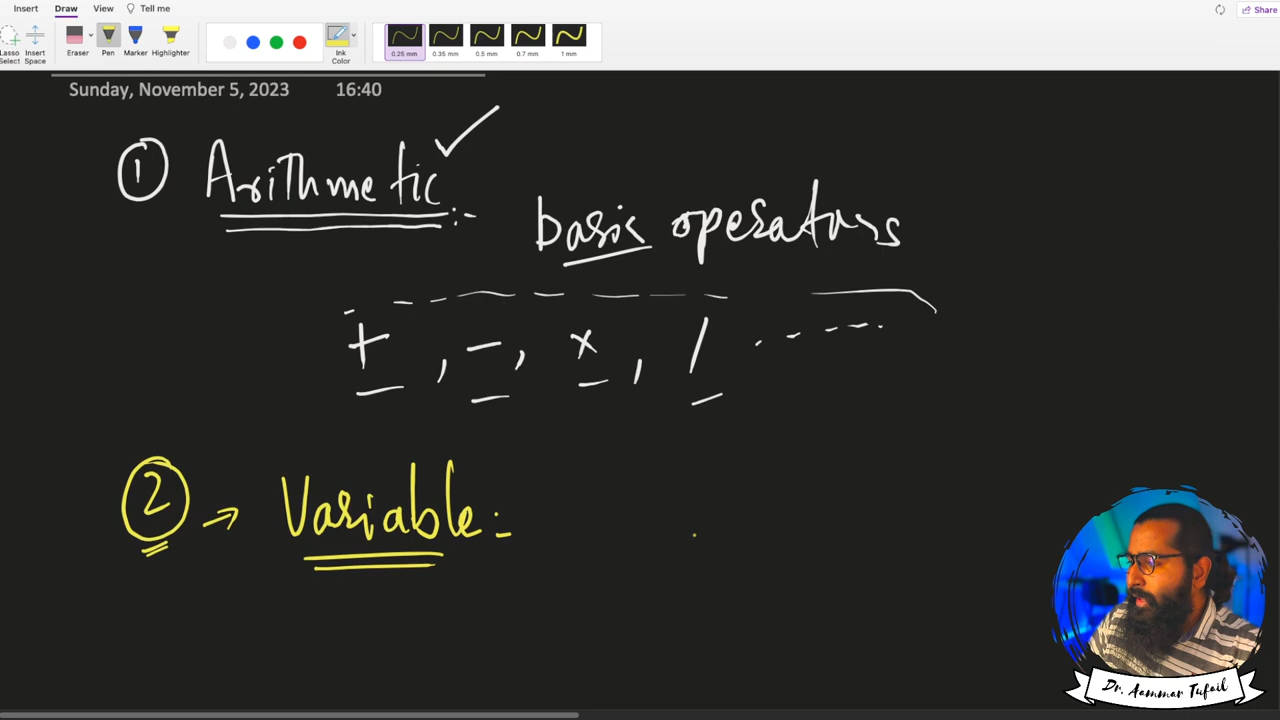 Insert Draw View Tell me Share
Lasso Select Insert Space Eraser Pen Marker Highlighter Ink Color 0.25 mm 0.35 mm 0.5 mm 0.7 mm 1 mm
Sunday, November 5, 2023 16:40
① Arithmetic ✓ :-
basic operators
+ , - , × , / ------
② → Variable :-
Dr. Aammar Tufail